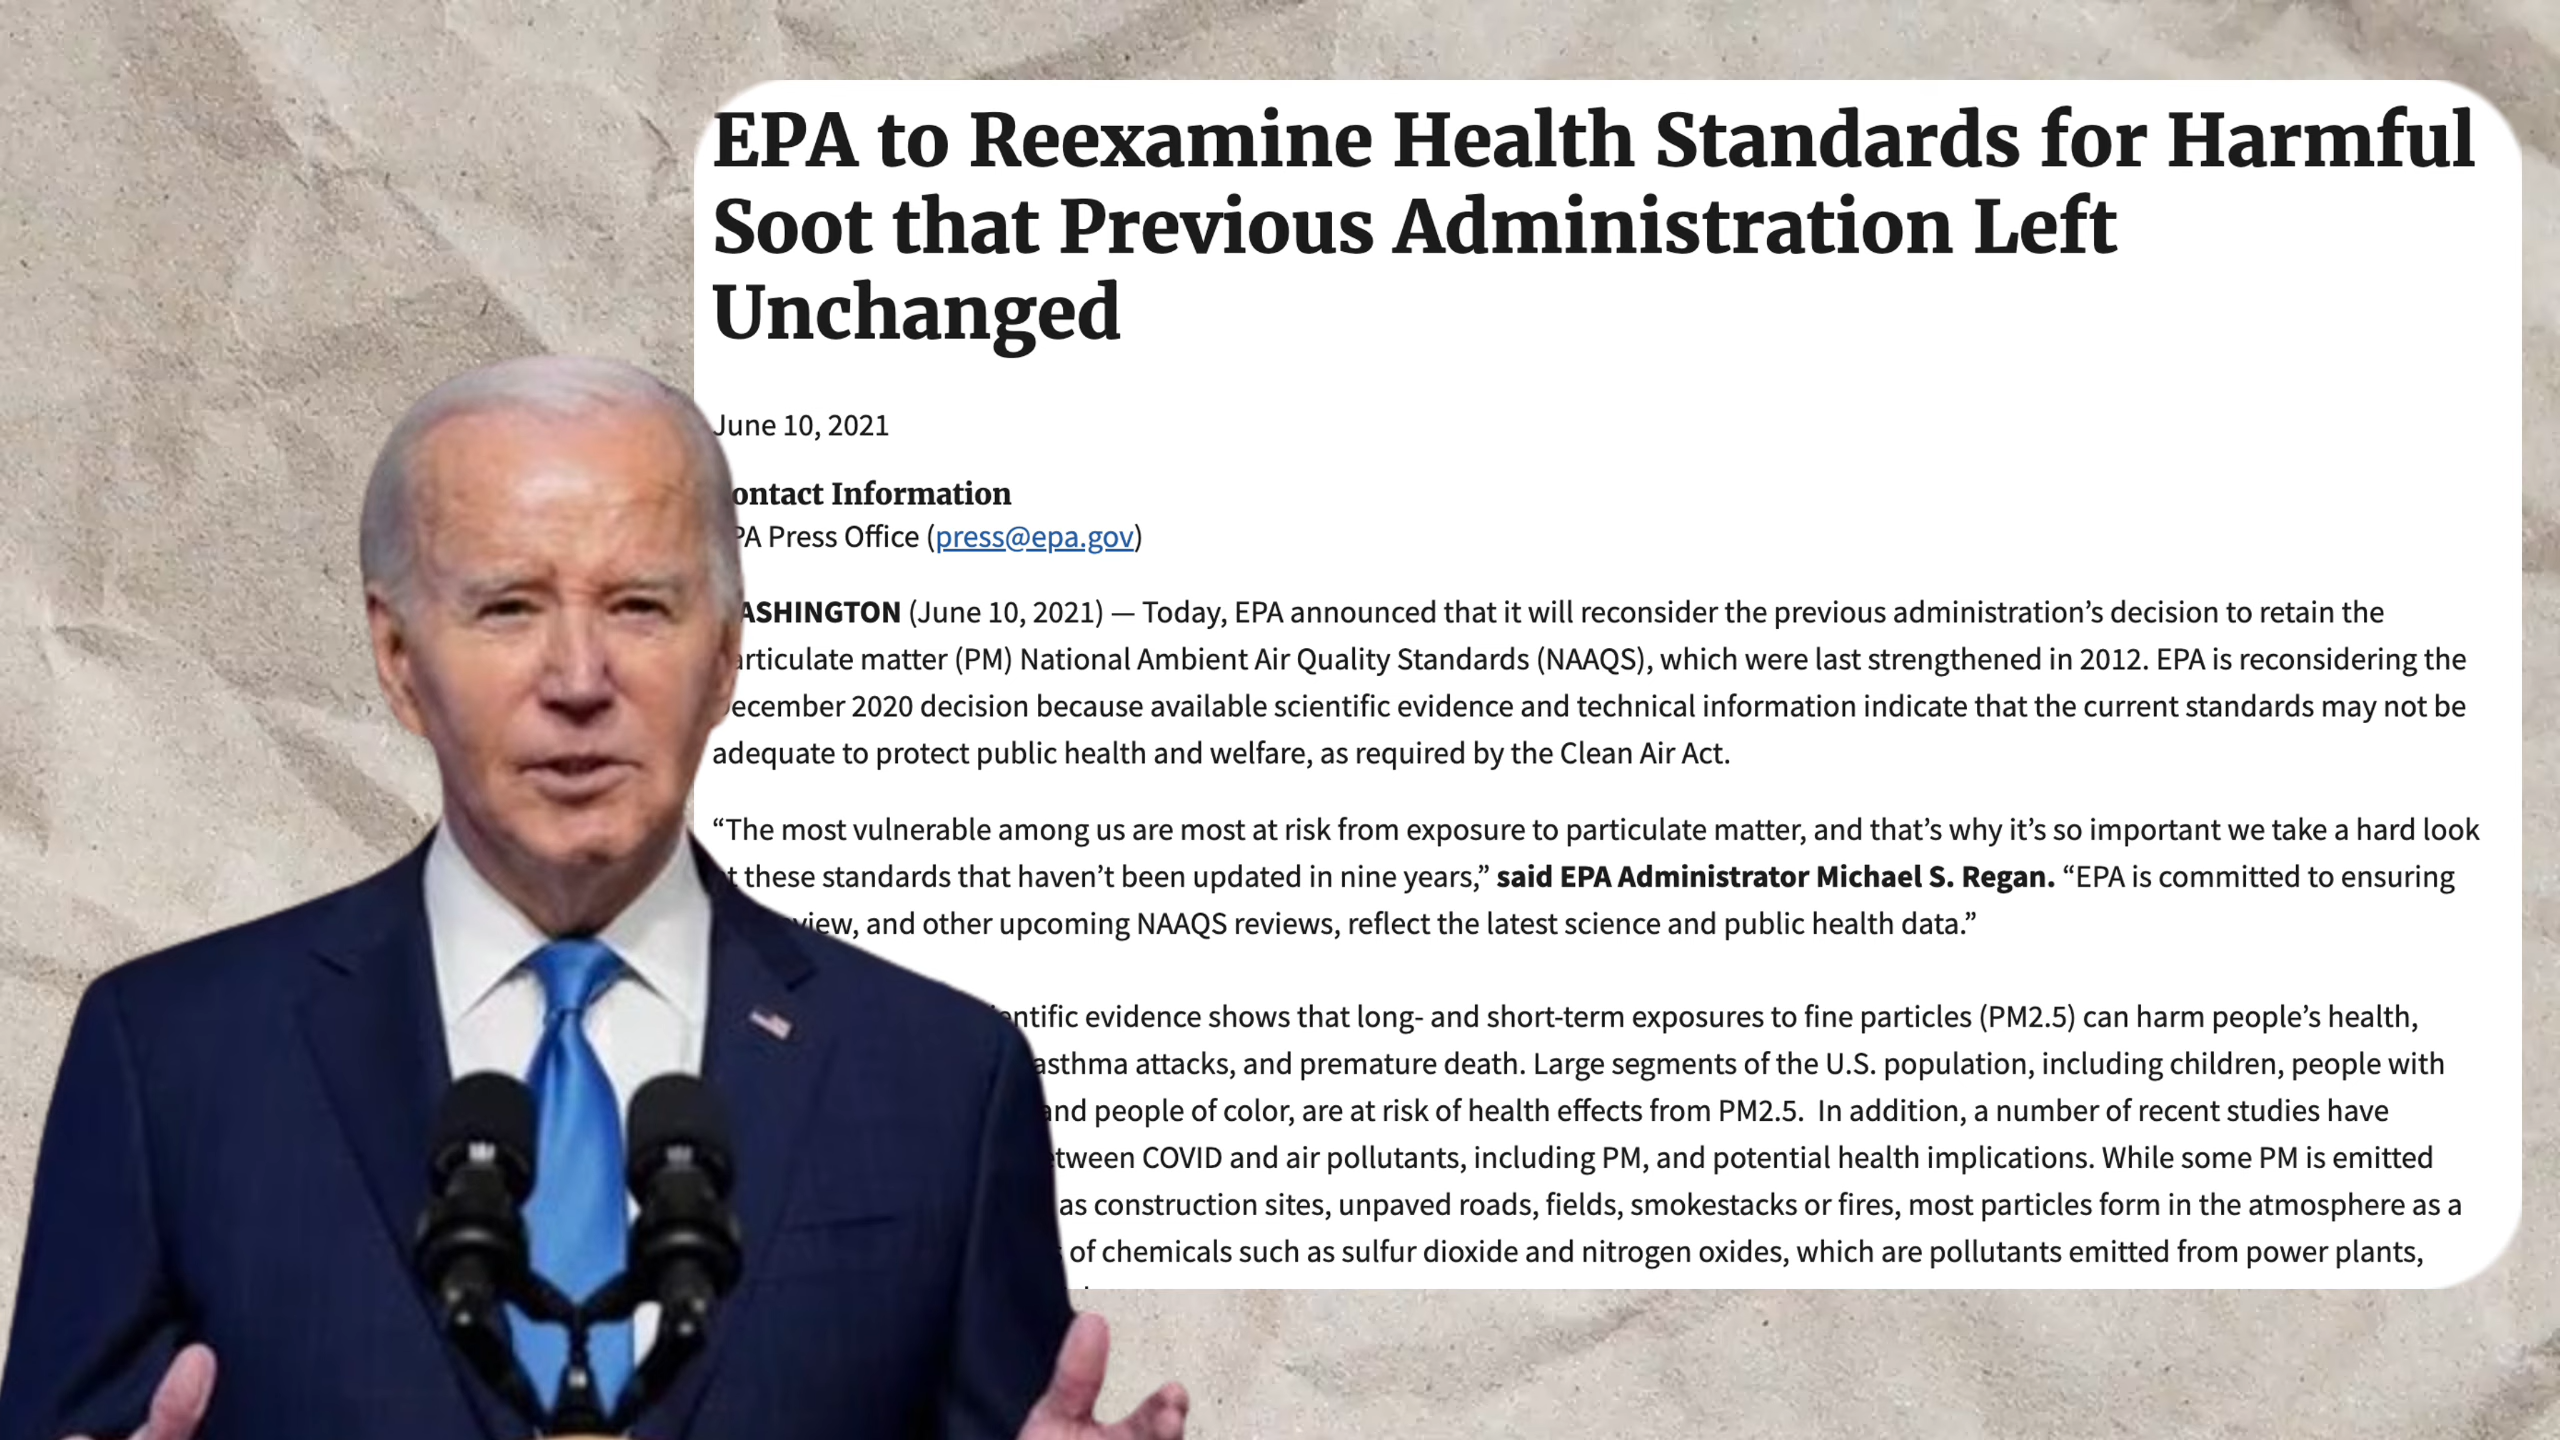 EPA to Reexamine Health Standards for Harmful
Soot that Previous Administration Left
Unchanged
June 10, 2021
ontact Information
PA Press Office (press@epa.gov)
ASHINGTON (June 10, 2021) — Today, EPA announced that it will reconsider the previous administration’s decision to retain the
articulate matter (PM) National Ambient Air Quality Standards (NAAQS), which were last strengthened in 2012. EPA is reconsidering the
ecember 2020 decision because available scientific evidence and technical information indicate that the current standards may not be
adequate to protect public health and welfare, as required by the Clean Air Act.
“The most vulnerable among us are most at risk from exposure to particulate matter, and that’s why it’s so important we take a hard look
t these standards that haven’t been updated in nine years,” said EPA Administrator Michael S. Regan. “EPA is committed to ensuring
view, and other upcoming NAAQS reviews, reflect the latest science and public health data.”
entific evidence shows that long- and short-term exposures to fine particles (PM2.5) can harm people’s health,
asthma attacks, and premature death. Large segments of the U.S. population, including children, people with
and people of color, are at risk of health effects from PM2.5. In addition, a number of recent studies have
etween COVID and air pollutants, including PM, and potential health implications. While some PM is emitted
as construction sites, unpaved roads, fields, smokestacks or fires, most particles form in the atmosphere as a
of chemicals such as sulfur dioxide and nitrogen oxides, which are pollutants emitted from power plants,